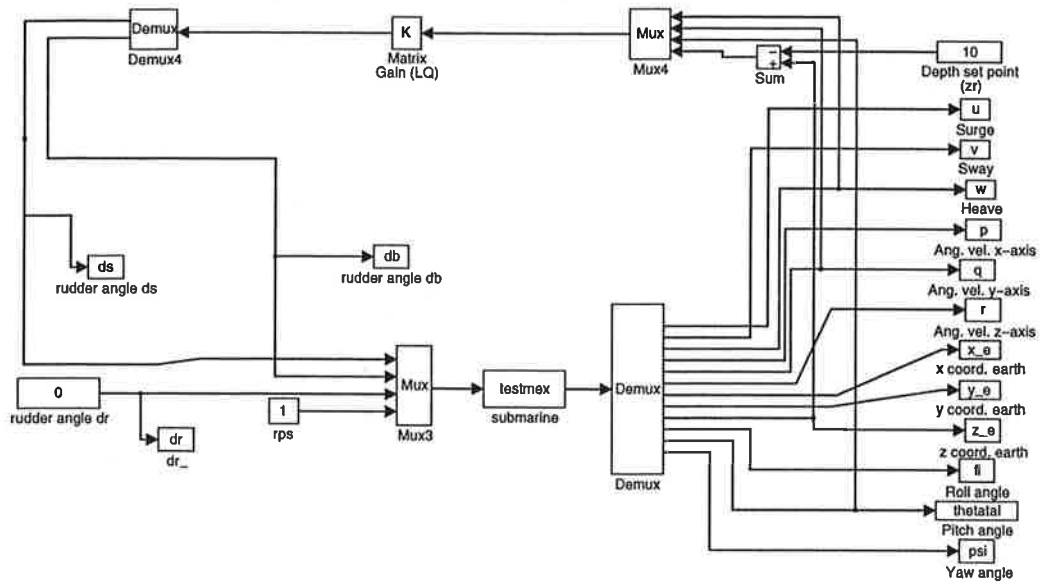 Demux
Demux4
K
Matrix
Gain (LQ)
Mux
Mux4
−
+
Sum
10
Depth set point
(zr)
u
Surge
v
Sway
w
Heave
p
Ang. vel. x−axis
q
Ang. vel. y−axis
r
Ang. vel. z−axis
x_e
x coord. earth
y_e
y coord. earth
z_e
z coord. earth
fi
Roll angle
thetatal
Pitch angle
psi
Yaw angle
ds
rudder angle ds
db
rudder angle db
0
rudder angle dr
dr
dr_
1
rps
Mux
Mux3
testmex
submarine
Demux
Demux